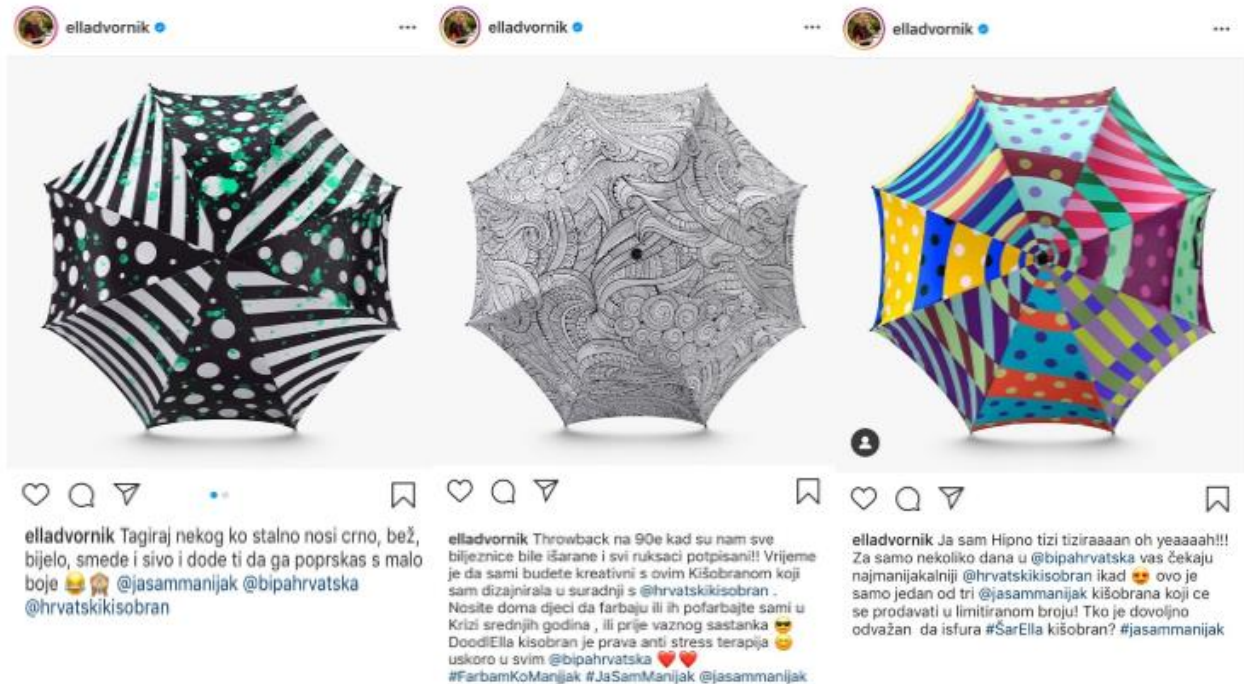 elladvornik
elladvornik Tagiraj nekog ko stalno nosi crno, bež,
bijelo, smeđe i sivo i dođe ti da ga poprskas s malo
boje 😂🙈 @jasammanijak @bipahrvatska
@hrvatskikisobran
elladvornik
elladvornik Throwback na 90e kad su nam sve
bilježnice bile išarane i svi ruksaci potpisani!! Vrijeme
je da sami budete kreativni s ovim Kišobranom koji
sam dizajnirala u suradnji s @hrvatskikisobran .
Nosite doma djeci da farbaju ili ih pofarbajte sami u
Krizi srednjih godina , ili prije vaznog sastanka 😎
DoodlElla kisobran je prava anti stress terapija 😊
uskoro u svim @bipahrvatska ❤️❤️
#FarbamKoManjjak #JaSamManijak @jasammanijak
elladvornik
elladvornik Ja sam Hipno tizi tiziraaaan oh yeaaaah!!!
Za samo nekoliko dana u @bipahrvatska vas čekaju
najmanijakalniji @hrvatskikisobran ikad 😍 ovo je
samo jedan od tri @jasammanijak kišobrana koji ce
se prodavati u limitiranom broju! Tko je dovoljno
odvažan da isfura #ŠarElla kišobran? #jasammanijak